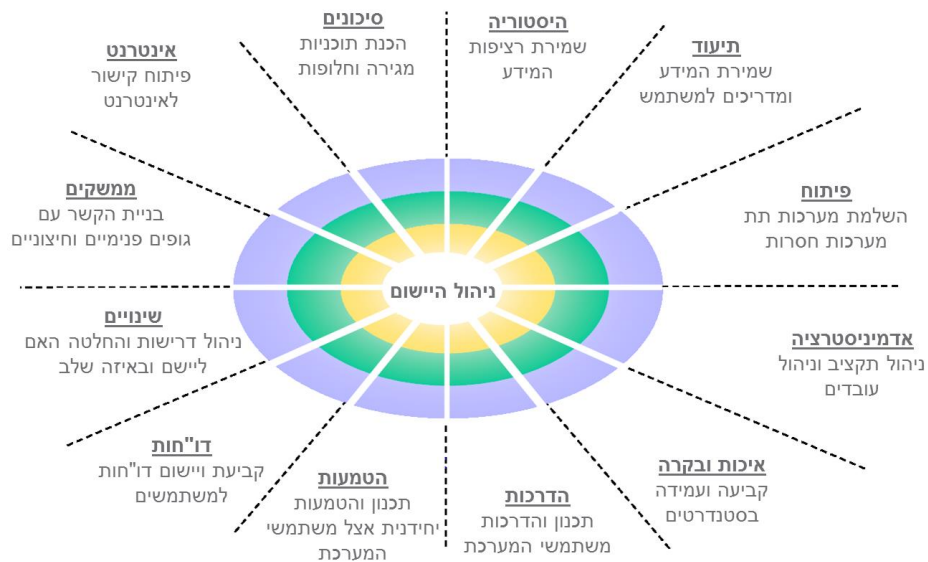 סיכונים
הכנת תוכניות
מגירה וחלופות
היסטוריה
שמירת רציפות
המידע
תיעוד
שמירת המידע
ומדריכים למשתמש
פיתוח
השלמת מערכות תת
מערכות חסרות
אדמיניסטרציה
ניהול תקציב וניהול
עובדים
איכות ובקרה
קביעה ועמידה
בסטנדרטים
הדרכות
תכנון והדרכות
משתמשי המערכת
הטמעות
תכנון והטמעות
יחידנית אצל משתמשי
המערכת
דו"חות
קביעת ויישום דו"חות
למשתמשים
שינויים
ניהול דרישות והחלטה האם
ליישם ובאיזה שלב
ממשקים
בניית הקשר עם
גופים פנימיים וחיצוניים
אינטרנט
פיתוח קישור
לאינטרנט
ניהול היישום